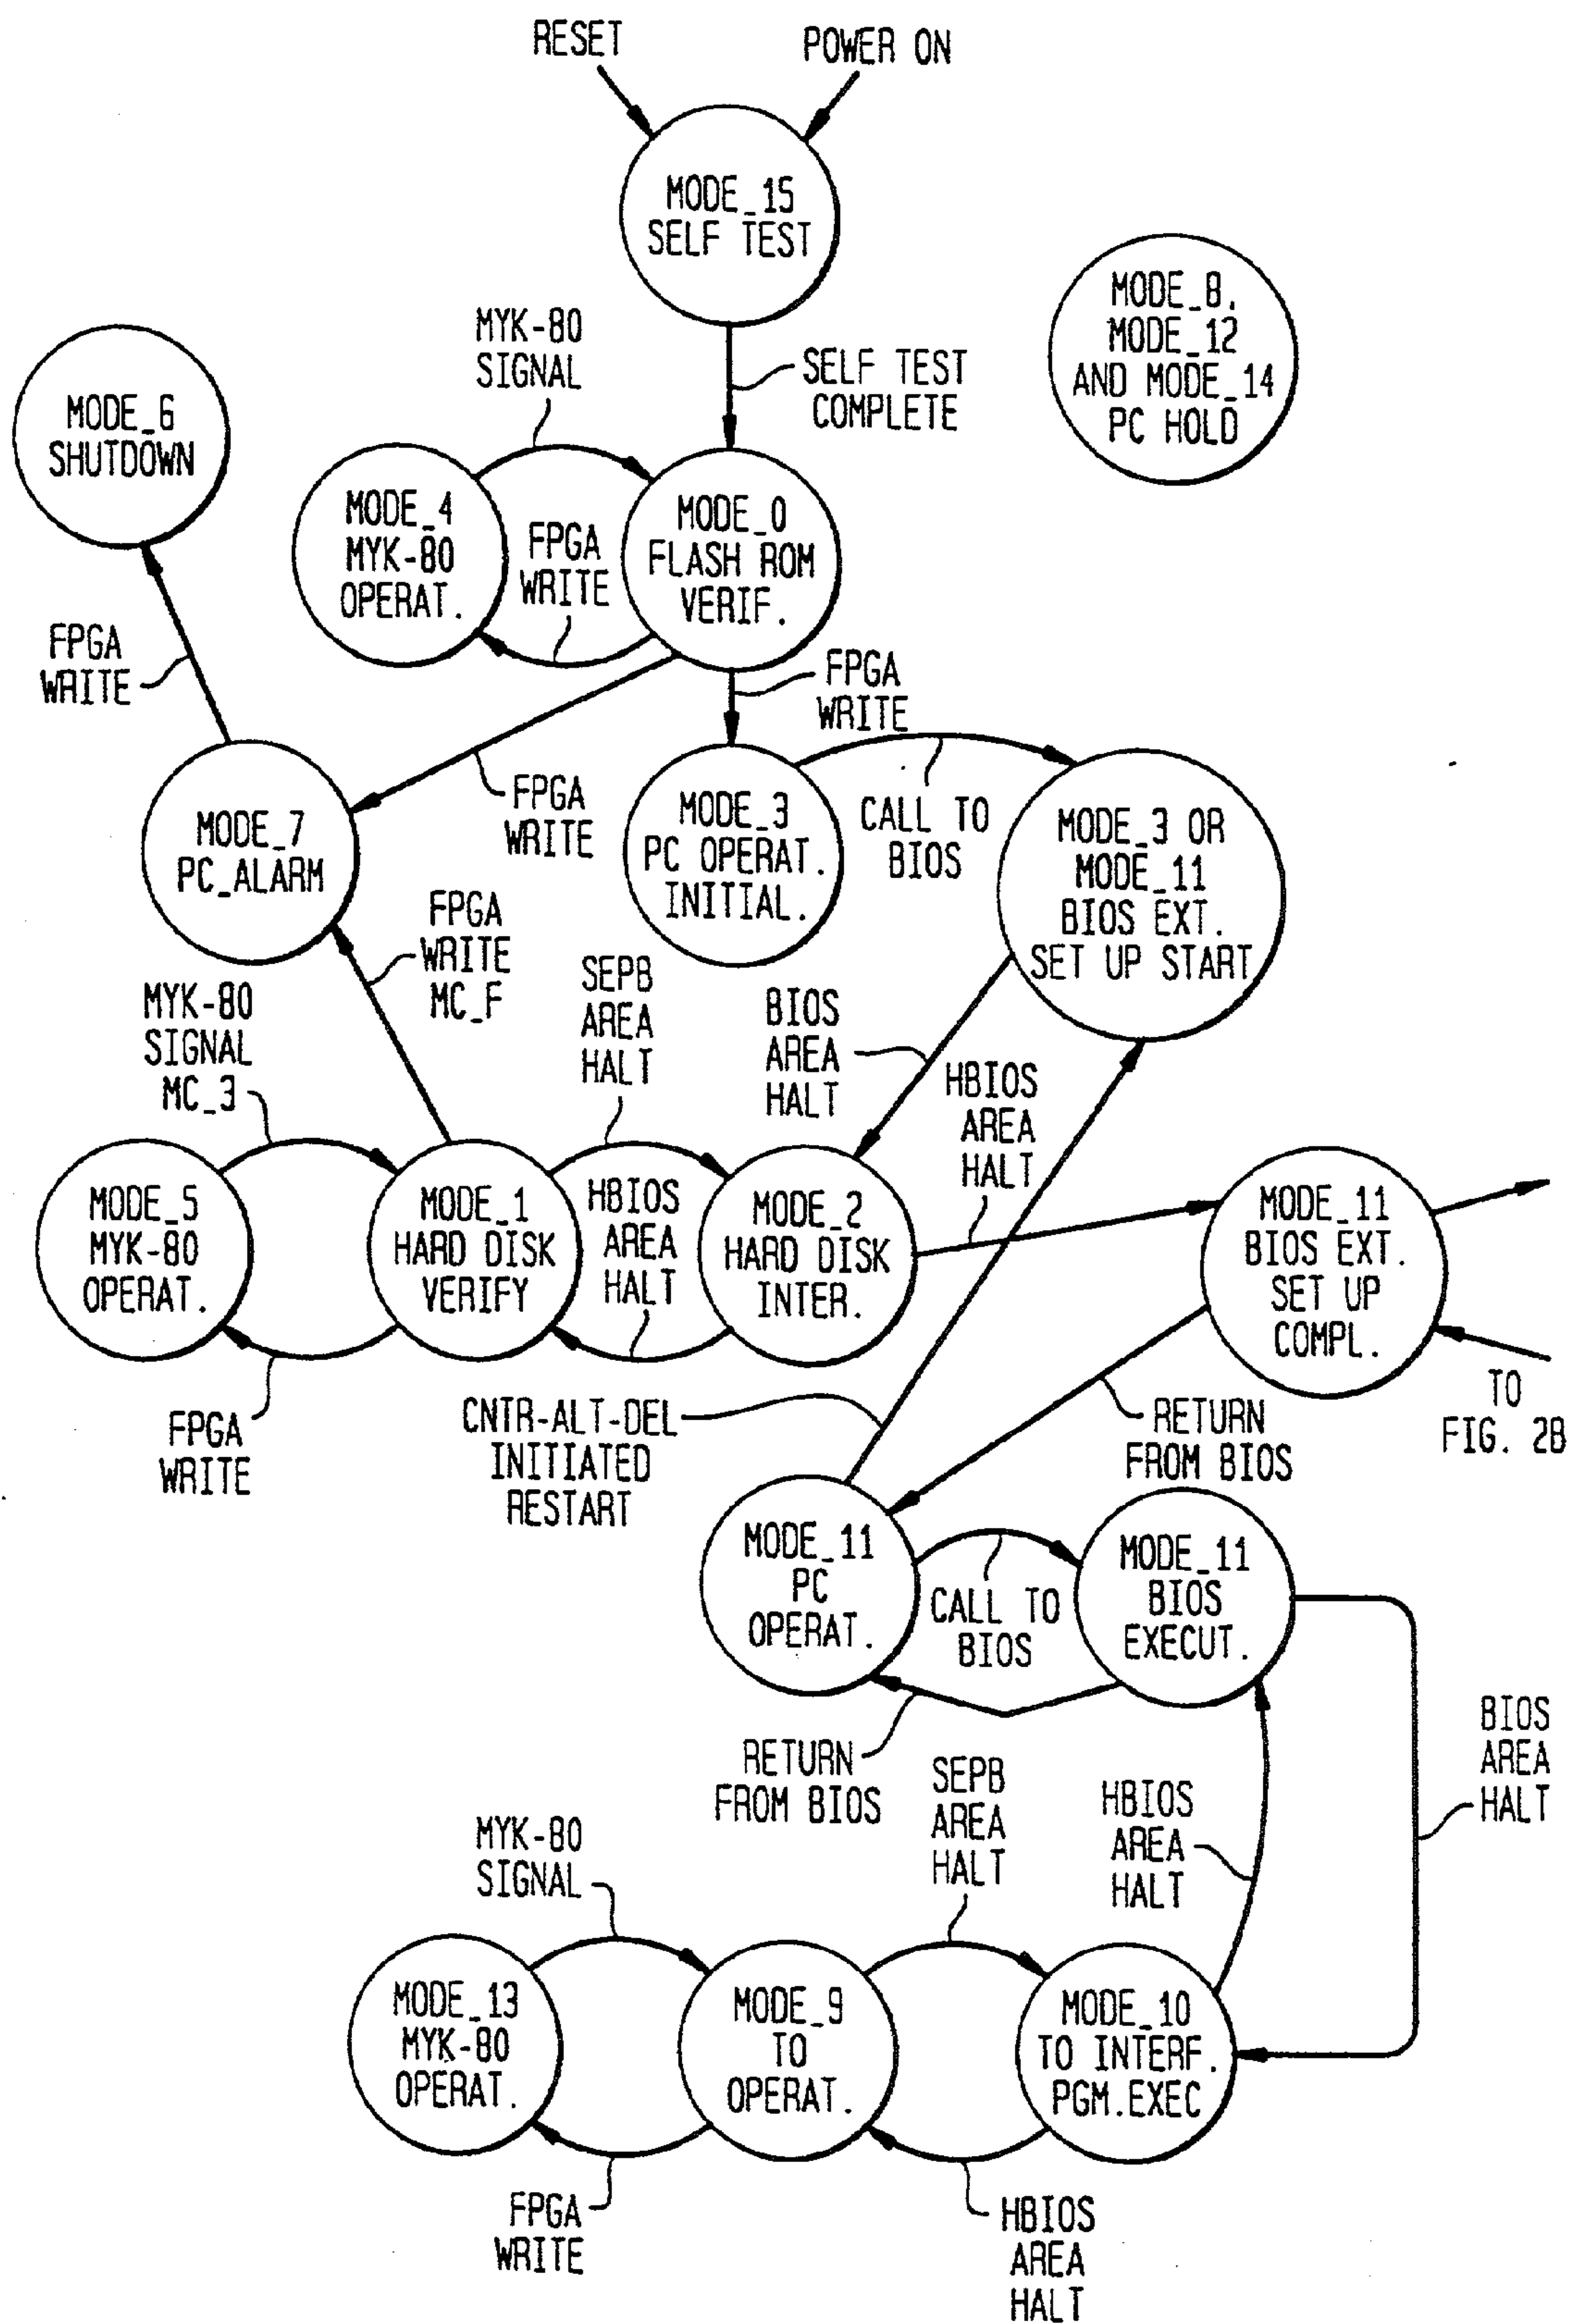 RESET
POWER ON
MODE_15
SELF TEST
MODE_8,
MODE_12
AND MODE_14
PC HOLD
MYK-80
SIGNAL
SELF TEST
COMPLETE
MODE_6
SHUTDOWN
MODE_4
MYK-80
OPERAT.
FPGA
WRITE
MODE_0
FLASH ROM
VERIF.
FPGA
WRITE
FPGA
WRITE
FPGA
WRITE
MODE_7
PC_ALARM
MODE_3
PC OPERAT.
INITIAL.
CALL TO
BIOS
MODE_3 OR
MODE_11
BIOS EXT.
SET UP START
FPGA
WRITE
MC_F
MYK-80
SIGNAL
MC_3
SEPB
AREA
HALT
BIOS
AREA
HALT
HBIOS
AREA
HALT
MODE_5
MYK-80
OPERAT.
MODE_1
HARD DISK
VERIFY
HBIOS
AREA
HALT
MODE_2
HARD DISK
INTER.
MODE_11
BIOS EXT.
SET UP
COMPL.
FPGA
WRITE
CNTR-ALT-DEL
INITIATED
RESTART
RETURN
FROM BIOS
TO
FIG. 2B
MODE_11
PC
OPERAT.
CALL TO
BIOS
MODE_11
BIOS
EXECUT.
RETURN
FROM BIOS
SEPB
AREA
HALT
HBIOS
AREA
HALT
BIOS
AREA
HALT
MYK-80
SIGNAL
MODE_13
MYK-80
OPERAT.
MODE_9
TO
OPERAT.
MODE_10
TO INTERF.
PGM.EXEC
FPGA
WRITE
HBIOS
AREA
HALT